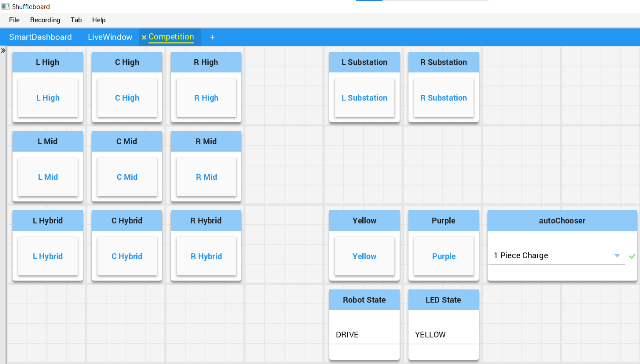 Shuffleboard
File Recording Tab Help
SmartDashboard LiveWindow × Competition +
L High C High R High L Substation R Substation
L High C High R High L Substation R Substation
L Mid C Mid R Mid
L Mid C Mid R Mid
L Hybrid C Hybrid R Hybrid Yellow Purple autoChooser
L Hybrid C Hybrid R Hybrid Yellow Purple 1 Piece Charge
Robot State LED State
DRIVE YELLOW